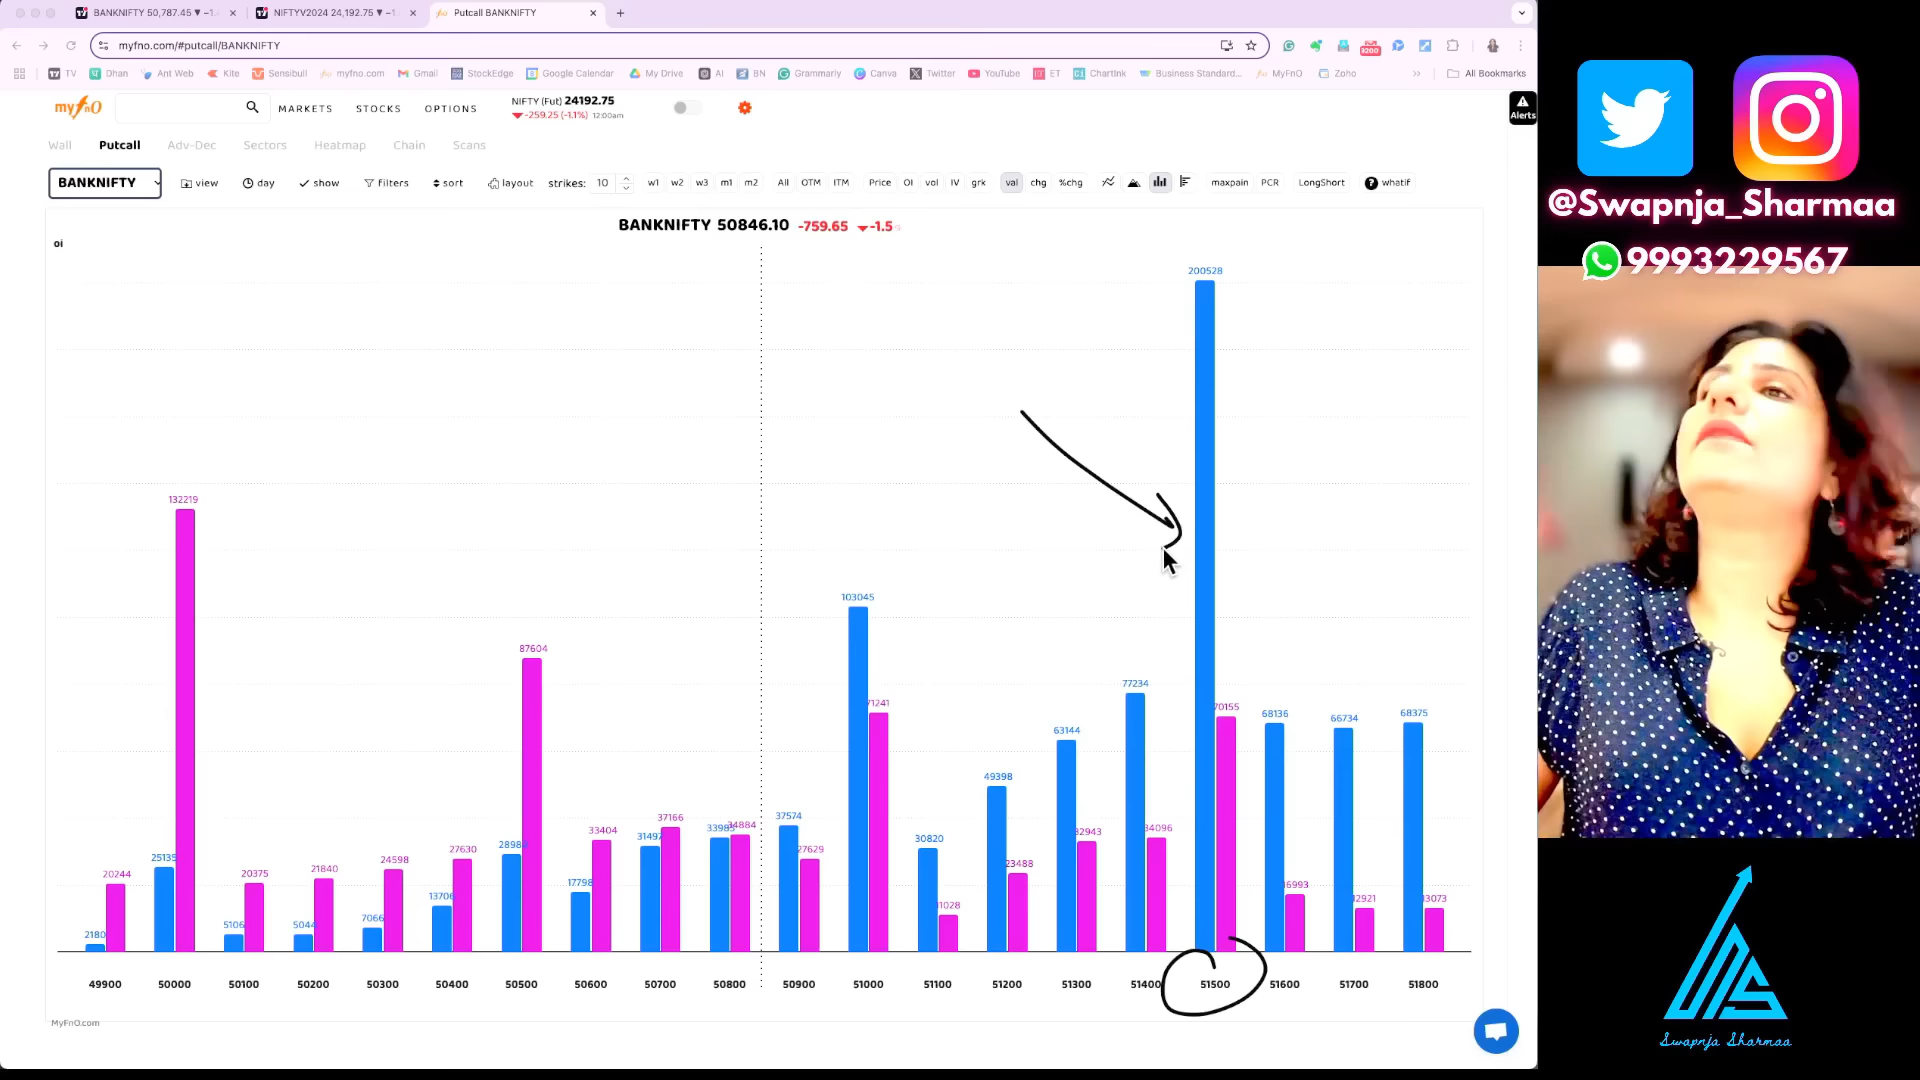 BANKNIFTY 50,787.45 ▼ −1.
NIFTYV2024 24,192.75 ▼ −1.
Putcall BANKNIFTY
myfno.com/#putcall/BANKNIFTY
TV Dhan Ant Web Kite Sensibull myfno.com Gmail StockEdge Google Calendar My Drive AI BN Grammarly Canva Twitter YouTube ET ChartInk Business Standard... MyFnO Zoho All Bookmarks
myfnO MARKETS STOCKS OPTIONS NIFTY (Fut) 24192.75
-259.25 (-1.1%) 12:00am
Alerts
Wall Putcall Adv-Dec Sectors Heatmap Chain Scans
BANKNIFTY view day show filters sort layout strikes: 10 w1 w2 w3 m1 m2 All OTM ITM Price OI vol IV grk val chg %chg maxpain PCR LongShort whatif
BANKNIFTY 50846.10 -759.65 -1.5
oi
200528
132219
103045
87604
77234
71241
70155
68136 66734 68375
63144
49398
37574
37166
33404
30820
27630
24598
21840
20375
20244
25135
2180
5106
7066
17798
49900 50000 50100 50200 50300 50400 50500 50600 50700 50800 50900 51000 51100 51200 51300 51400 51500 51600 51700 51800
MyFnO.com
@Swapnja_Sharmaa
9993229567
Swapnja Sharmaa